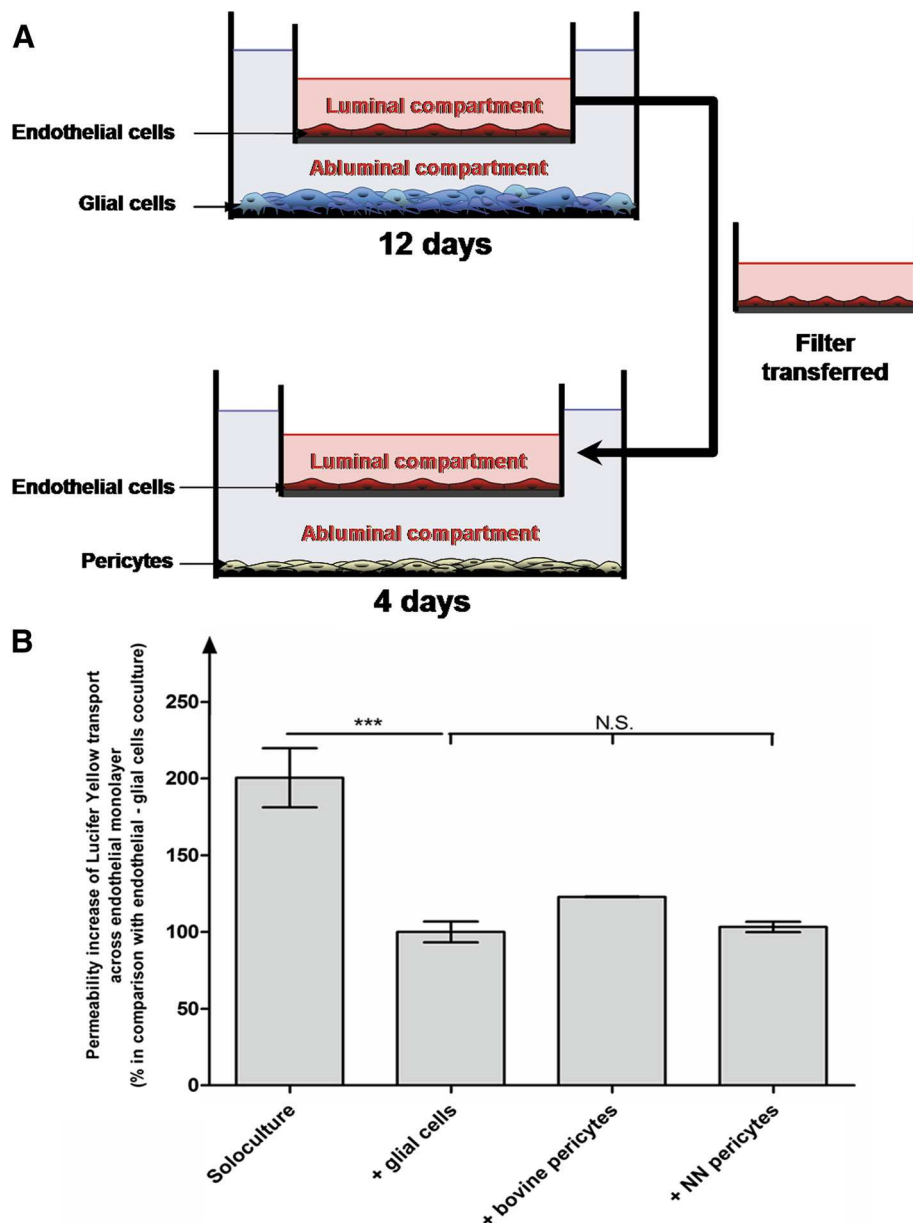 A
Luminal compartment
Endothelial cells
Abluminal compartment
Glial cells
12 days
Filter
transferred
Luminal compartment
Endothelial cells
Abluminal compartment
Pericytes
4 days
B
Permeability increase of Lucifer Yellow transport
across endothelial monolayer
(% in comparison with endothelial - glial cells coculture)
250
200
150
100
50
0
***
N.S.
Soloculture
+ glial cells
+ bovine pericytes
+ NN pericytes